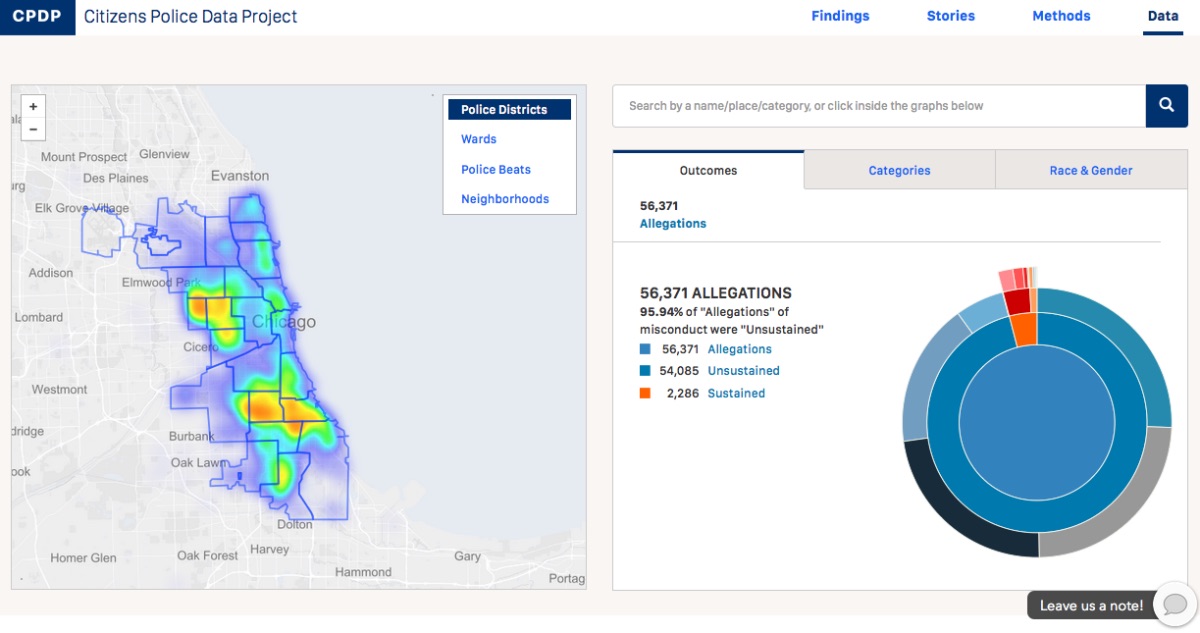 CPDP
Citizens Police Data Project
Findings
Stories
Methods
Data
+
−
Police Districts
Wards
Police Beats
Neighborhoods
Mount Prospect
Glenview
Des Plaines
Evanston
Elk Grove Village
Addison
Elmwood Park
Lombard
Chicago
Cicero
Westmont
Burbank
Oak Lawn
Dolton
Homer Glen
Oak Forest
Harvey
Gary
Hammond
Portag
Search by a name/place/category, or click inside the graphs below
Outcomes
Categories
Race & Gender
56,371
Allegations
56,371 ALLEGATIONS
95.94% of "Allegations" of
misconduct were "Unsustained"
56,371 Allegations
54,085 Unsustained
2,286 Sustained
Leave us a note!